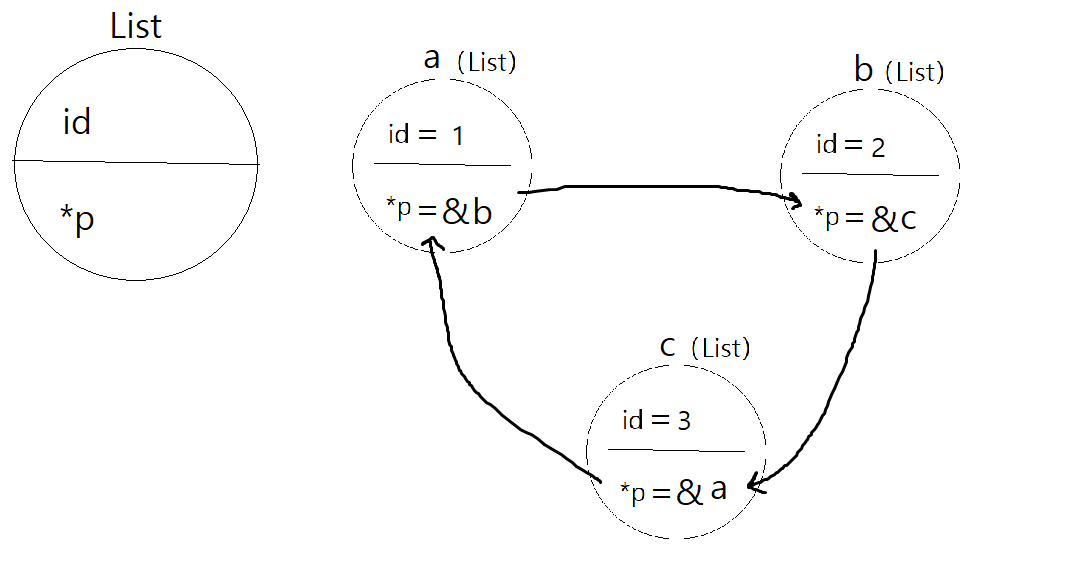 List
id
*p
a (List)
id = 1
*p = &b
b (List)
id = 2
*p = &c
c (List)
id = 3
*p = & a